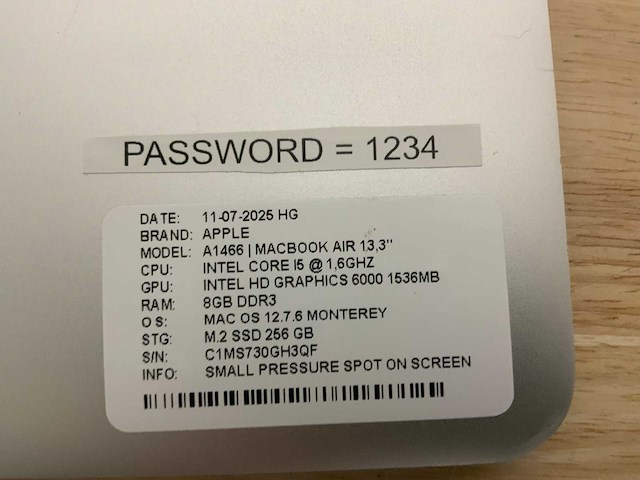 PASSWORD = 1234
DATE: 11-07-2025 HG
BRAND: APPLE
MODEL: A1466 | MACBOOK AIR 13,3"
CPU: INTEL CORE I5 @ 1,6GHZ
GPU: INTEL HD GRAPHICS 6000 1536MB
RAM: 8GB DDR3
OS: MAC OS 12.7.6 MONTEREY
STG: M.2 SSD 256 GB
S/N: C1MS730GH3QF
INFO: SMALL PRESSURE SPOT ON SCREEN